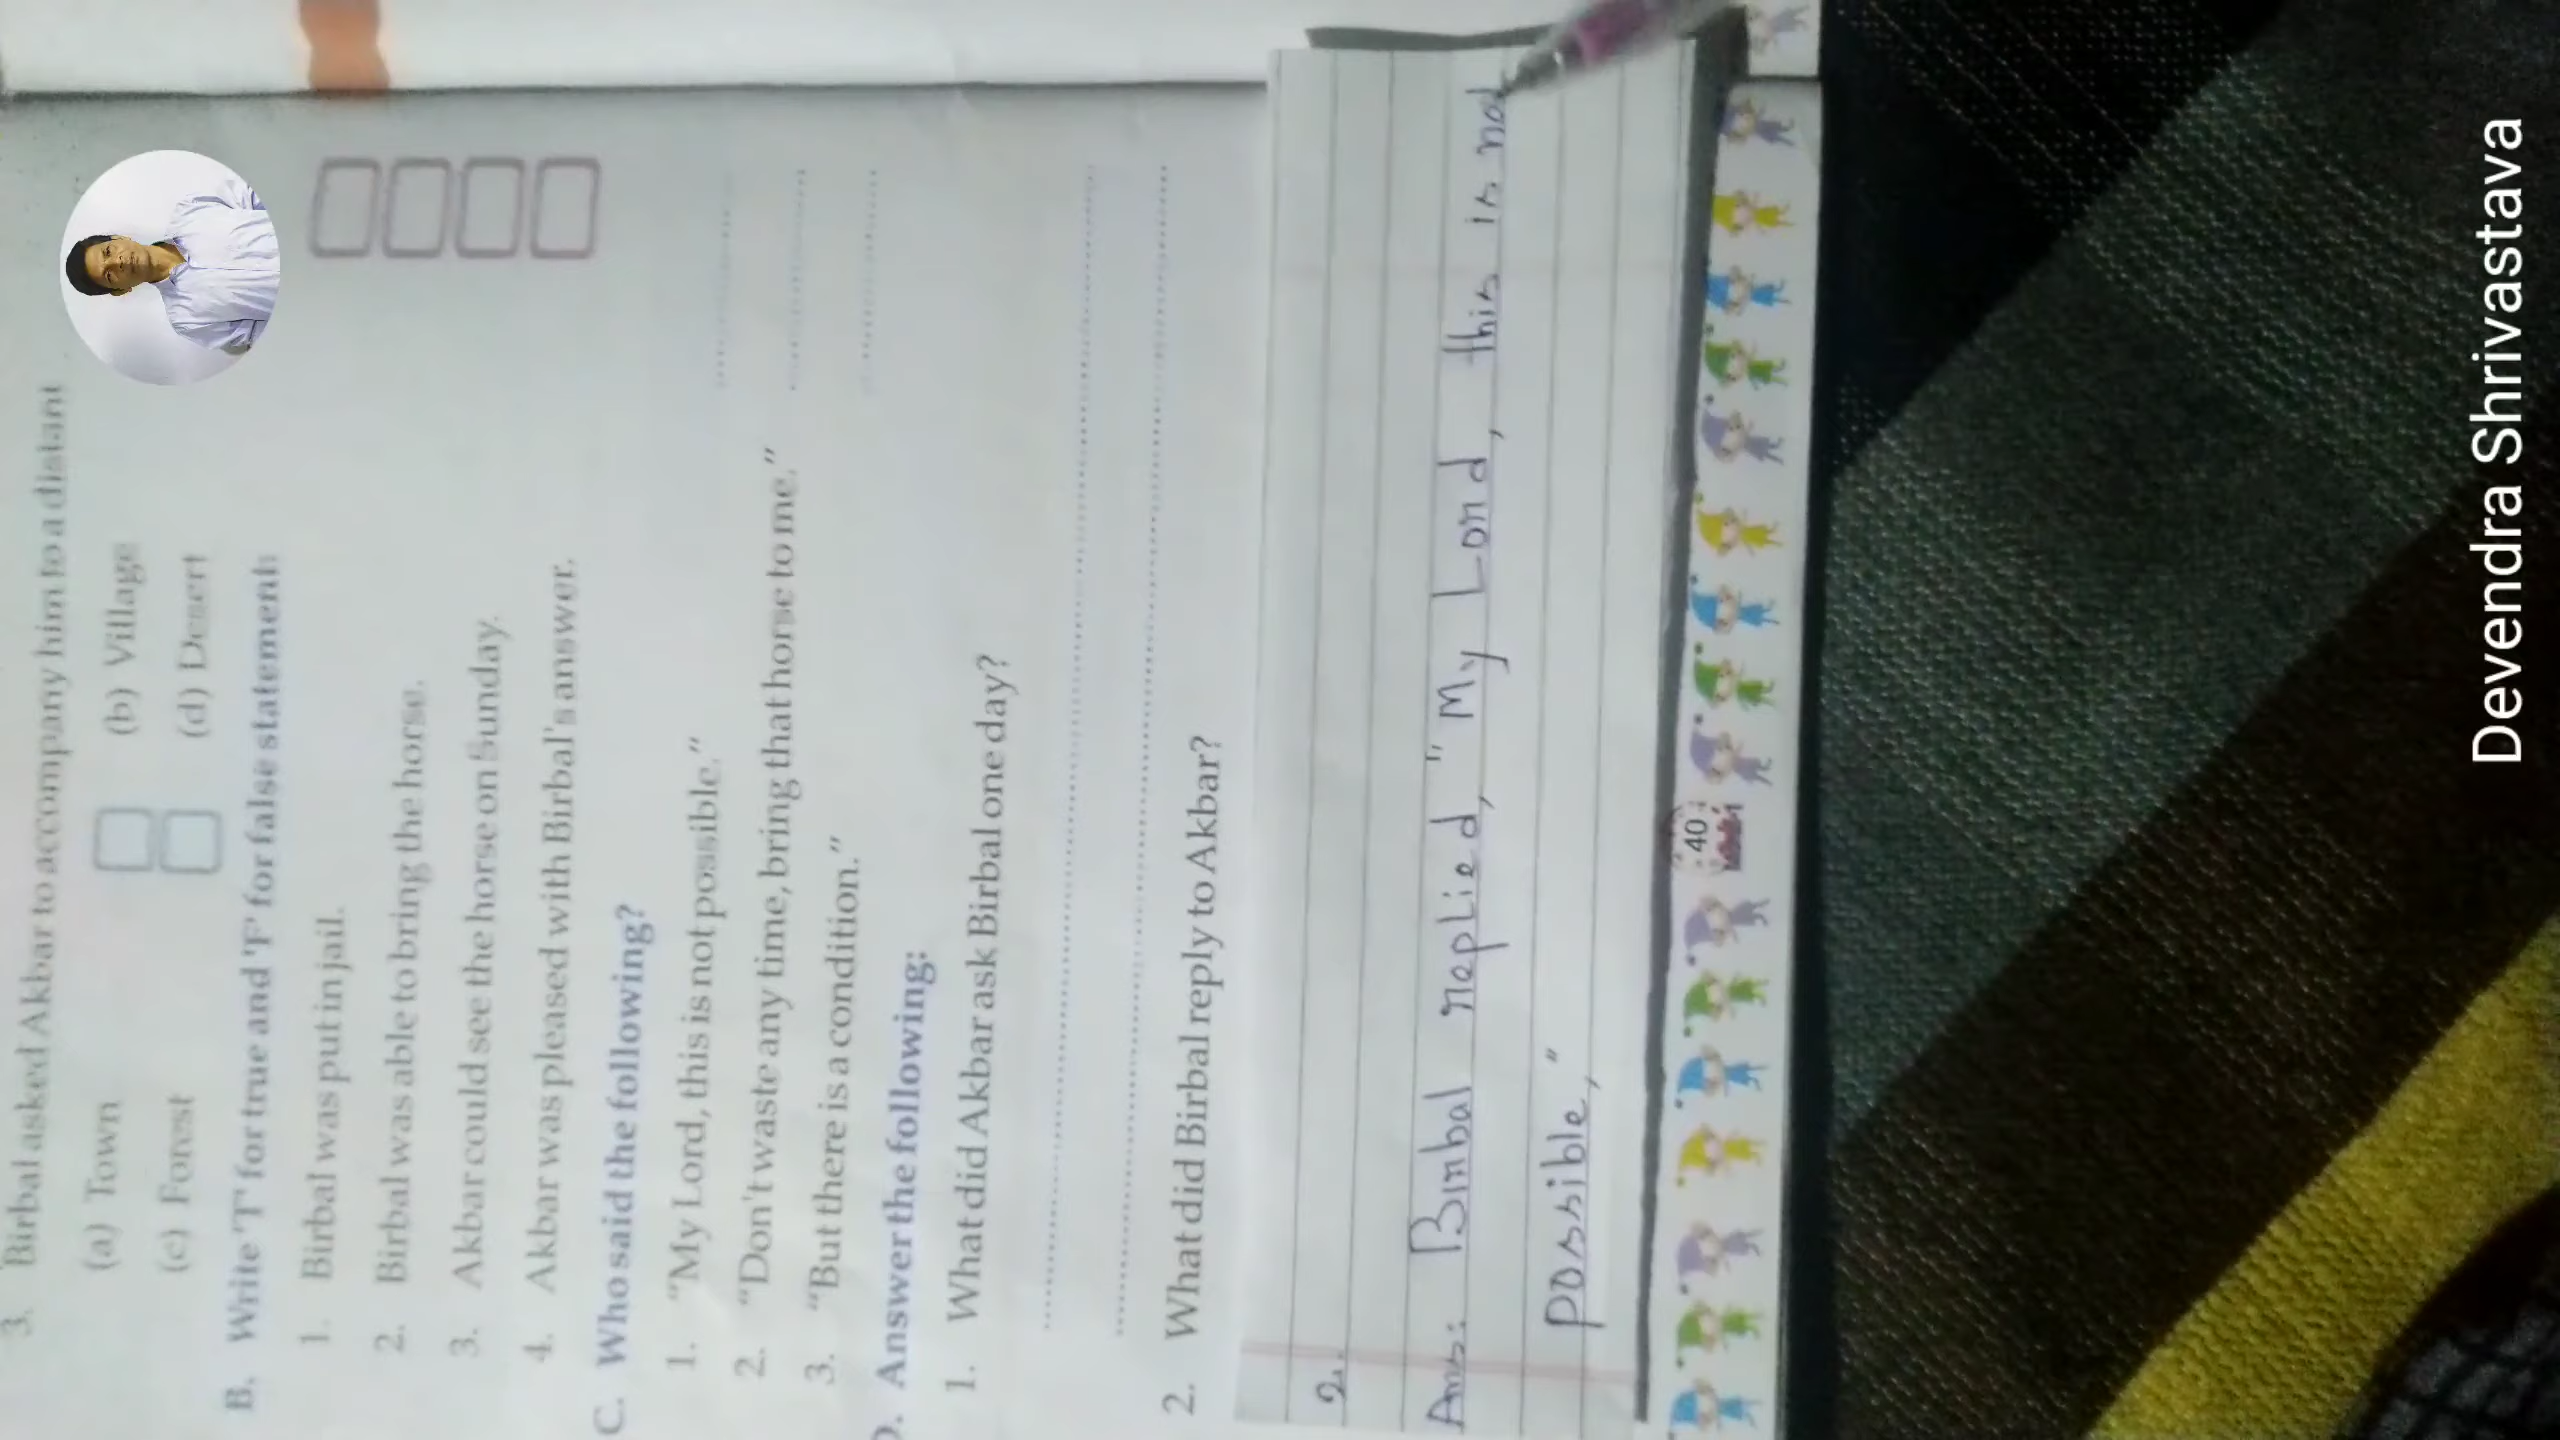 3. Birbal asked Akbar to accompany him to a distant
(a) Town
(b) Village
(c) Forest
(d) Desert
B. Write 'T' for true and 'F' for false statement:
1. Birbal was put in jail.
2. Birbal was able to bring the horse.
3. Akbar could see the horse on Sunday.
4. Akbar was pleased with Birbal's answer.
C. Who said the following?
1. "My Lord, this is not possible."
2. "Don't waste any time, bring that horse to me."
3. "But there is a condition."
D. Answer the following:
1. What did Akbar ask Birbal one day?
2. What did Birbal reply to Akbar?
2.
Ans: Birbal replied, "My Lord, this is not
possible,"
40
Devendra Shrivastava